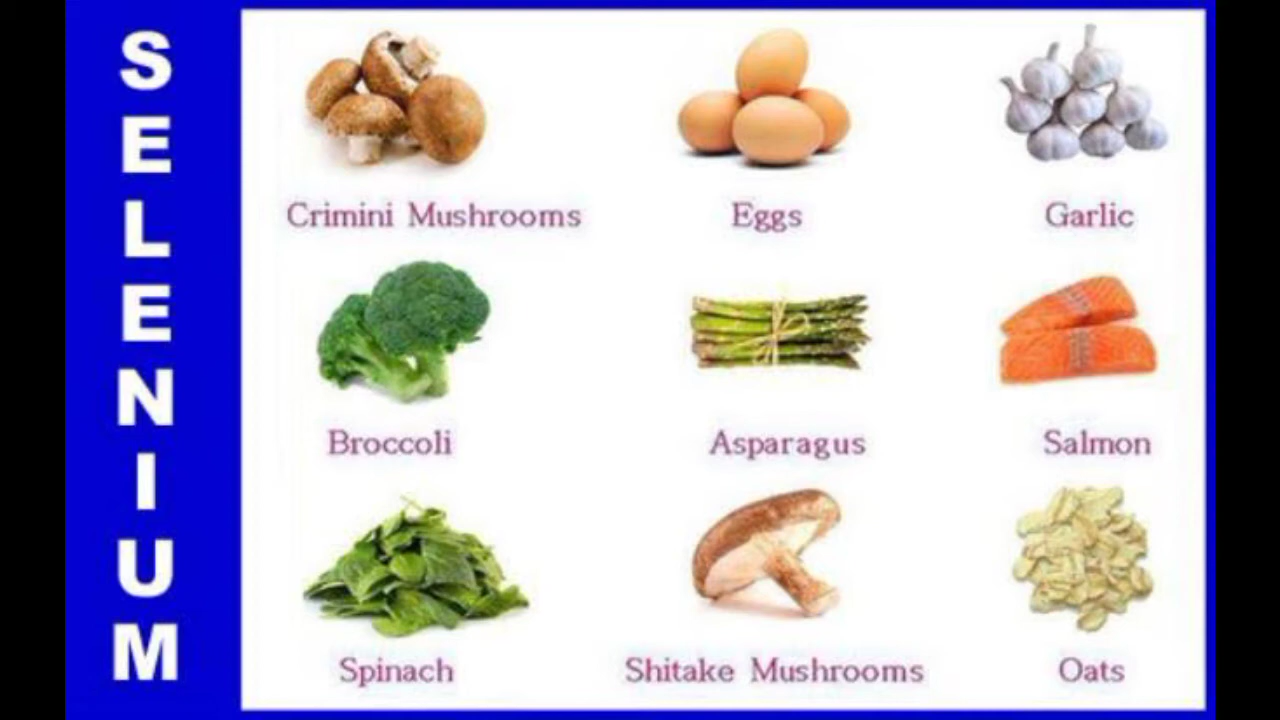 SELENIUM
Crimini Mushrooms
Eggs
Garlic
Broccoli
Asparagus
Salmon
Spinach
Shitake Mushrooms
Oats